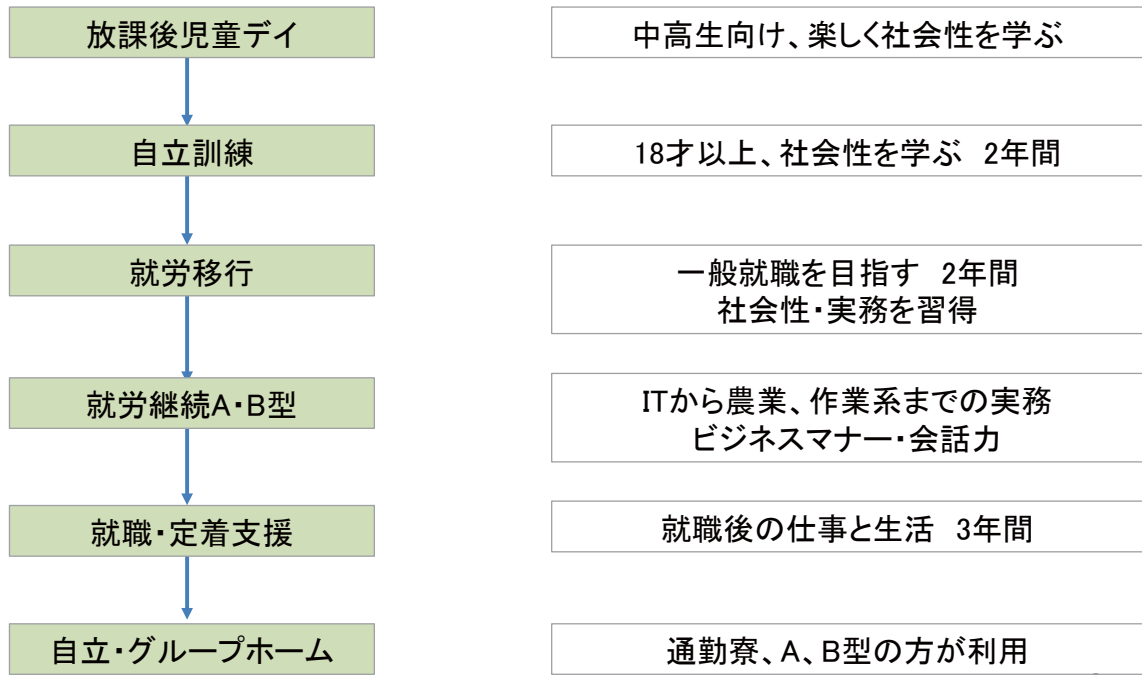 放課後児童デイ
中高生向け、楽しく社会性を学ぶ
自立訓練
18才以上、社会性を学ぶ 2年間
就労移行
一般就職を目指す 2年間
社会性・実務を習得
就労継続A・B型
ITから農業、作業系までの実務
ビジネスマナー・会話力
就職・定着支援
就職後の仕事と生活 3年間
自立・グループホーム
通勤寮、A、B型の方が利用